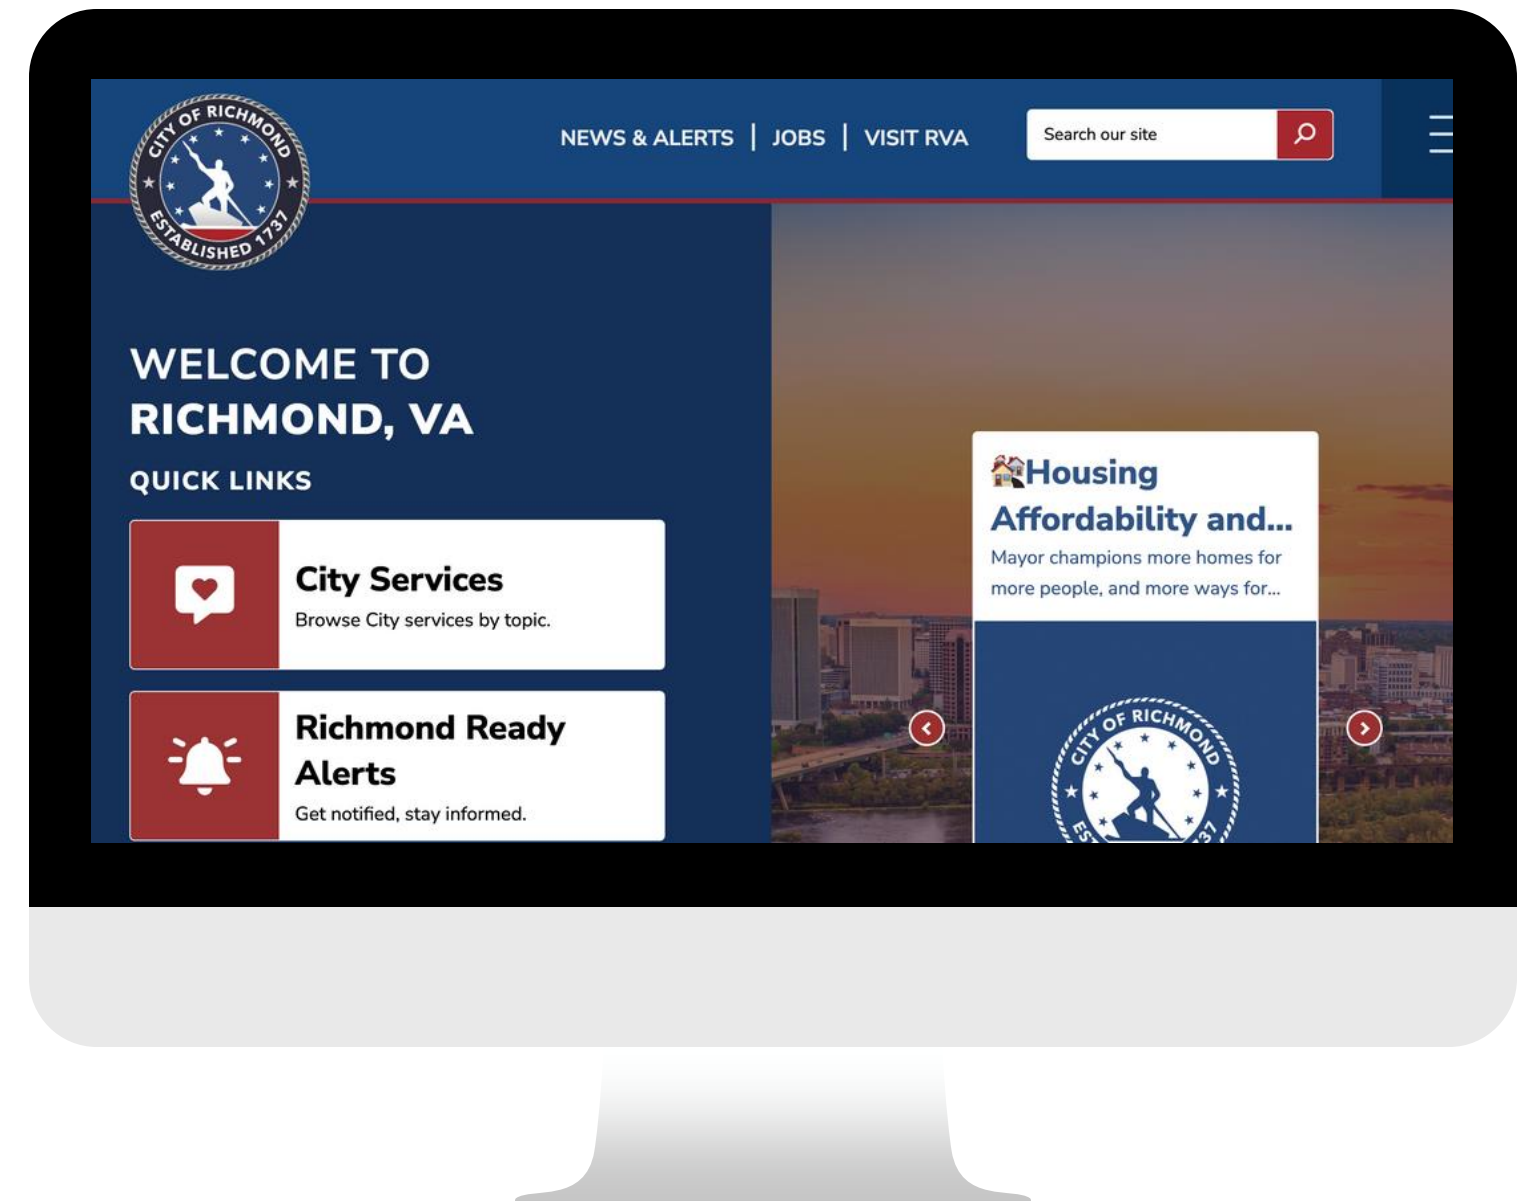 CITY OF RICHMOND
ESTABLISHED 1737
NEWS & ALERTS | JOBS | VISIT RVA
Search our site
WELCOME TO
RICHMOND, VA
QUICK LINKS
City Services
Browse City services by topic.
Richmond Ready
Alerts
Get notified, stay informed.
Housing
Affordability and...
Mayor champions more homes for
more people, and more ways for...
CITY OF RICHMOND